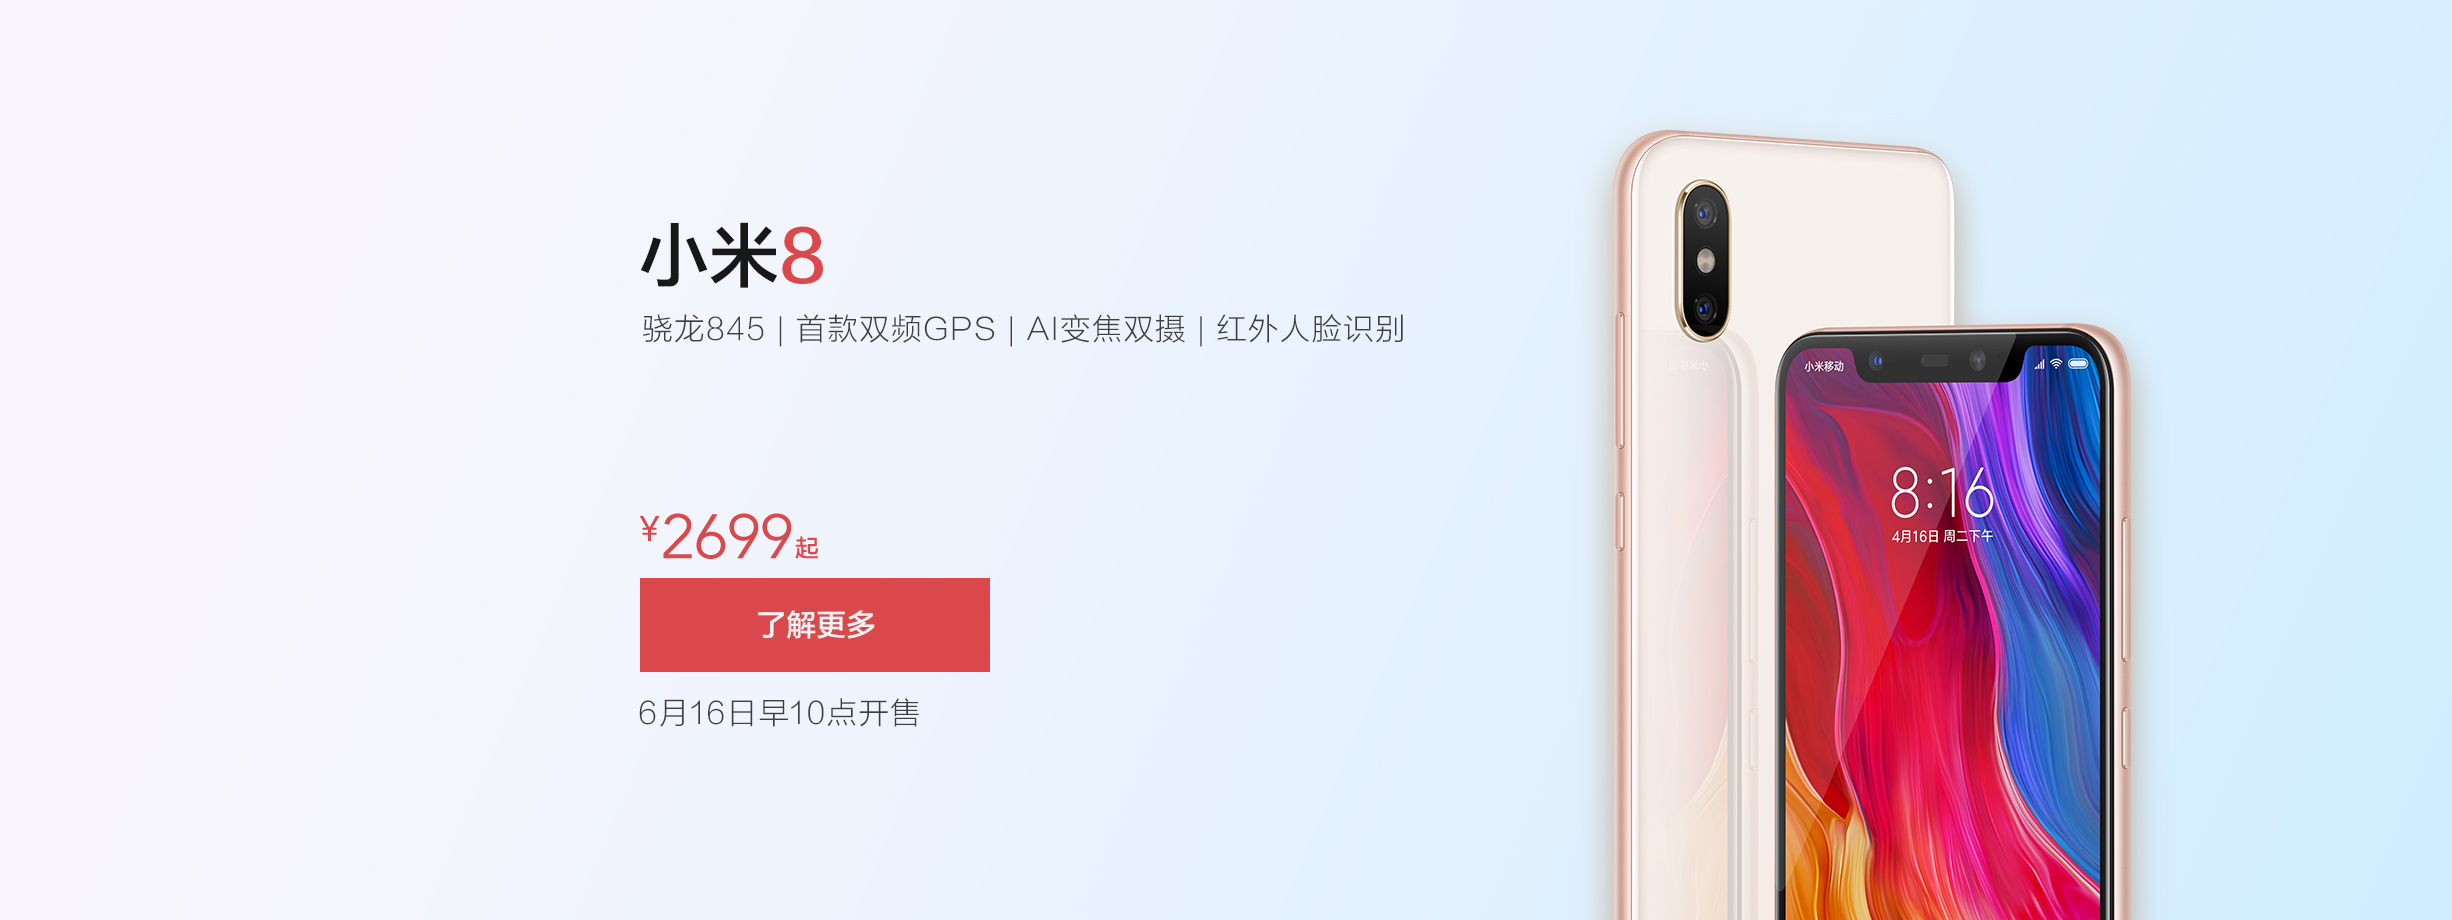 小米8
骁龙845 | 首款双频GPS | AI变焦双摄 | 红外人脸识别
¥2699起
了解更多
6月16日早10点开售
小米移动
8:16
4月16日 周二下午